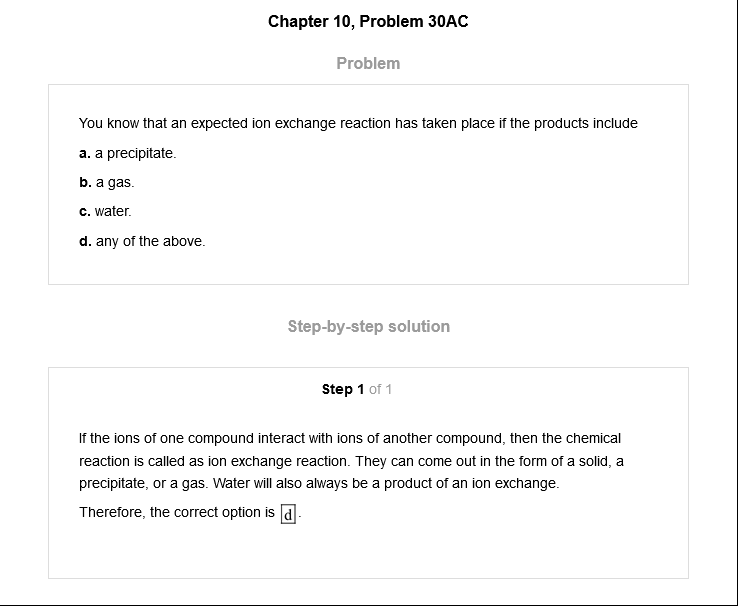 Chapter 10, Problem 30AC
Problem
You know that an expected ion exchange reaction has taken place if the products include
a. a precipitate.
b. a gas.
c. water.
d. any of the above.
Step-by-step solution
Step 1 of 1
If the ions of one compound interact with ions of another compound, then the chemical
reaction is called as ion exchange reaction. They can come out in the form of a solid, a
precipitate, or a gas. Water will also always be a product of an ion exchange.
Therefore, the correct option is d.